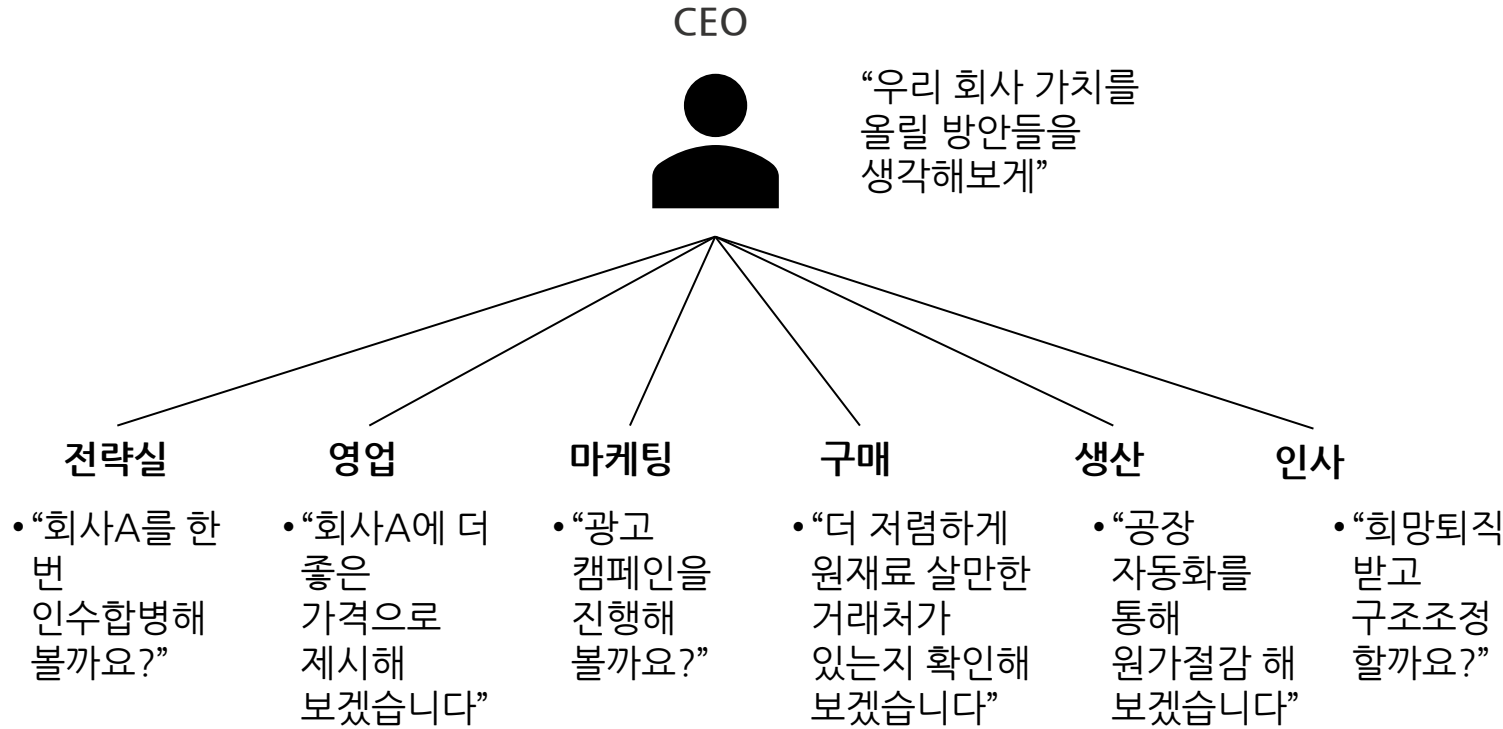 CEO
“우리 회사 가치를
올릴 방안들을
생각해보게”
전략실
•“회사A를 한
번
인수합병해
볼까요?”
영업
•“회사A에 더
좋은
가격으로
제시해
보겠습니다”
마케팅
•“광고
캠페인을
진행해
볼까요?”
구매
•“더 저렴하게
원재료 살만한
거래처가
있는지 확인해
보겠습니다”
생산
•“공장
자동화를
통해
원가절감 해
보겠습니다”
인사
•“희망퇴직
받고
구조조정
할까요?”